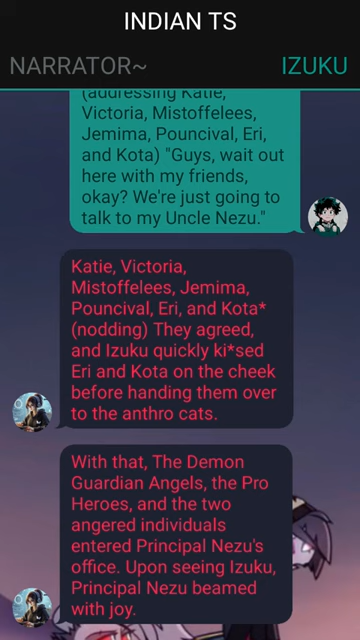 INDIAN TS
NARRATOR~
IZUKU
(addressing Katie,
Victoria, Mistoffelees,
Jemima, Pouncival, Eri,
and Kota) "Guys, wait out
here with my friends,
okay? We're just going to
talk to my Uncle Nezu."
Katie, Victoria,
Mistoffelees, Jemima,
Pouncival, Eri, and Kota*
(nodding) They agreed,
and Izuku quickly ki*sed
Eri and Kota on the cheek
before handing them over
to the anthro cats.
With that, The Demon
Guardian Angels, the Pro
Heroes, and the two
angered individuals
entered Principal Nezu's
office. Upon seeing Izuku,
Principal Nezu beamed
with joy.